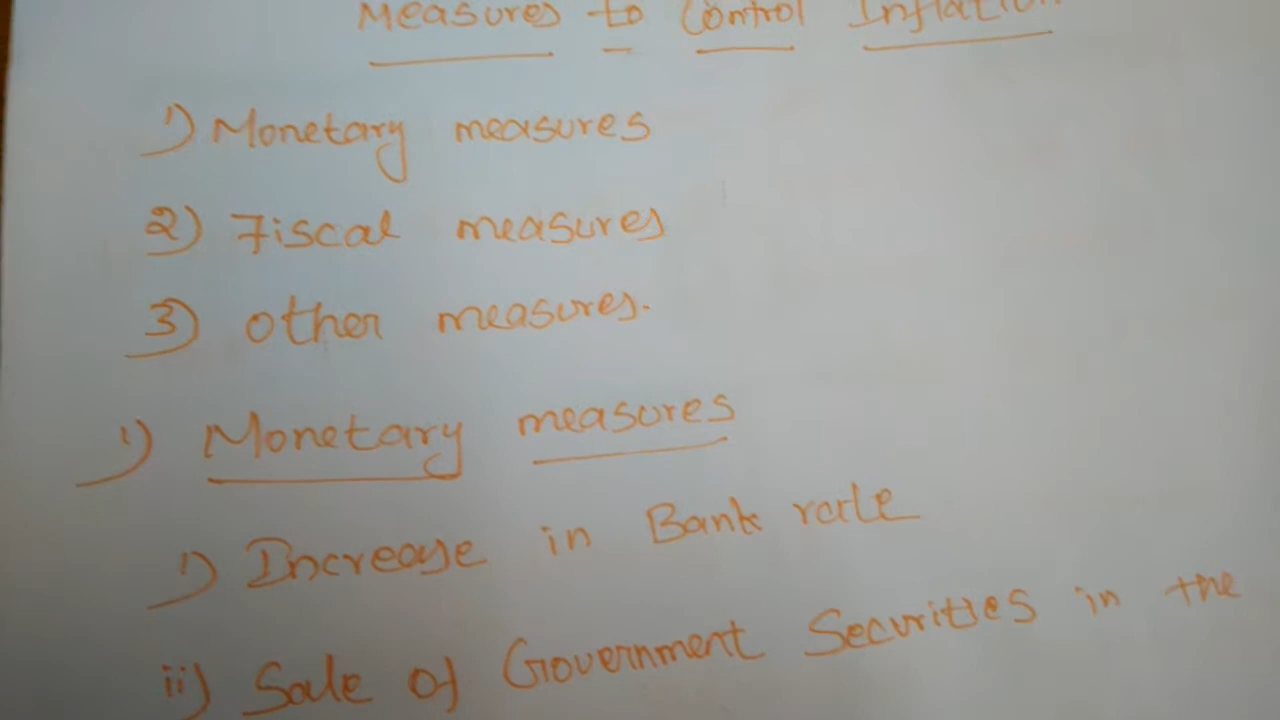 Measures to Control Inflation
1) Monetary measures
2) Fiscal measures
3) other measures.
1) Monetary measures
i) Increase in Bank rate
ii) Sale of Government Securities in the